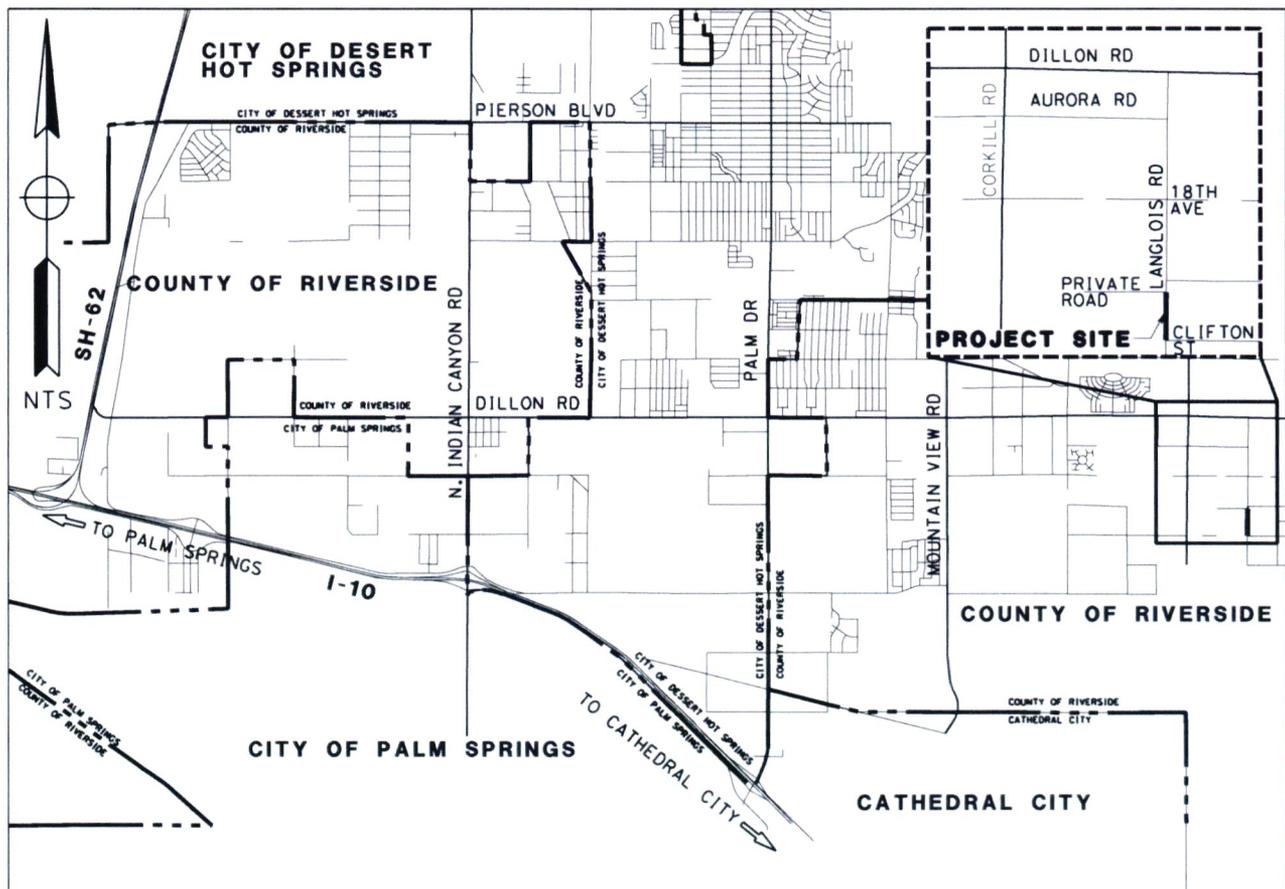 CITY OF DESERT
HOT SPRINGS
CITY OF DESSERT HOT SPRINGS
COUNTY OF RIVERSIDE
PIERSON BLVD
DILLON RD
AURORA RD
CORKILL RD
LANGLOIS RD
18TH
AVE
PRIVATE
ROAD
CLIFTON
ST
PROJECT SITE
SH-62
COUNTY OF RIVERSIDE
NTS
N. INDIAN CANYON RD
COUNTY OF RIVERSIDE
CITY OF DESSERT HOT SPRINGS
PALM DR
COUNTY OF RIVERSIDE
CITY OF PALM SPRINGS
DILLON RD
MOUNTAIN VIEW RD
TO PALM SPRINGS
I-10
CITY OF DESSERT HOT SPRINGS
COUNTY OF RIVERSIDE
COUNTY OF RIVERSIDE
CITY OF PALM SPRINGS
COUNTY OF RIVERSIDE
CITY OF DESSERT HOT SPRINGS
CITY OF PALM SPRINGS
COUNTY OF RIVERSIDE
CATHEDRAL CITY
CITY OF PALM SPRINGS
TO CATHEDRAL CITY
CATHEDRAL CITY